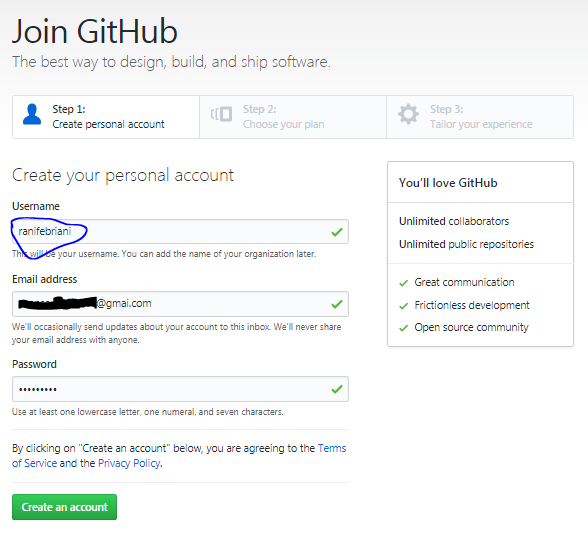 Join GitHub
The best way to design, build, and ship software.
Step 1:
Create personal account
Step 2:
Choose your plan
Step 3:
Tailor your experience
Create your personal account
Username
ranifebriani
This will be your username. You can add the name of your organization later.
Email address
@gmai.com
We'll occasionally send updates about your account to this inbox. We'll never share
your email address with anyone.
Password
•••••••••
Use at least one lowercase letter, one numeral, and seven characters.
By clicking on "Create an account" below, you are agreeing to the Terms
of Service and the Privacy Policy.
Create an account
You'll love GitHub
Unlimited collaborators
Unlimited public repositories
Great communication
Frictionless development
Open source community